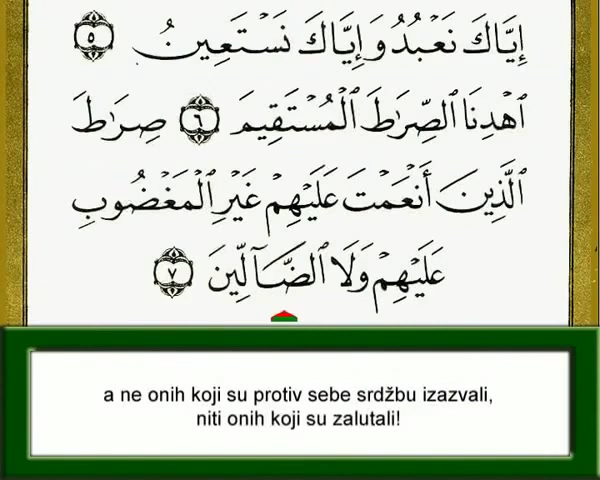 إِيَّاكَ نَعْبُدُ وَإِيَّاكَ نَسْتَعِينُ ٥
ٱهْدِنَا ٱلصِّرَٰطَ ٱلْمُسْتَقِيمَ ٦ صِرَٰطَ
ٱلَّذِينَ أَنْعَمْتَ عَلَيْهِمْ غَيْرِ ٱلْمَغْضُوبِ
عَلَيْهِمْ وَلَا ٱلضَّآلِّينَ ٧
a ne onih koji su protiv sebe srdžbu izazvali,
niti onih koji su zalutali!